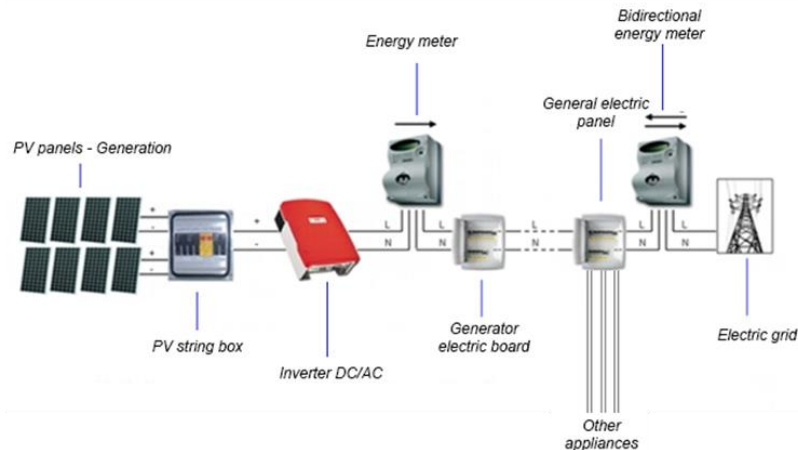 Bidirectional
energy meter
Energy meter
General electric
panel
PV panels - Generation
+
-
+
-
+
-
L
N
L
N
L
N
L
N
L
N
PV string box
Generator
electric board
Electric grid
Inverter DC/AC
Other
appliances